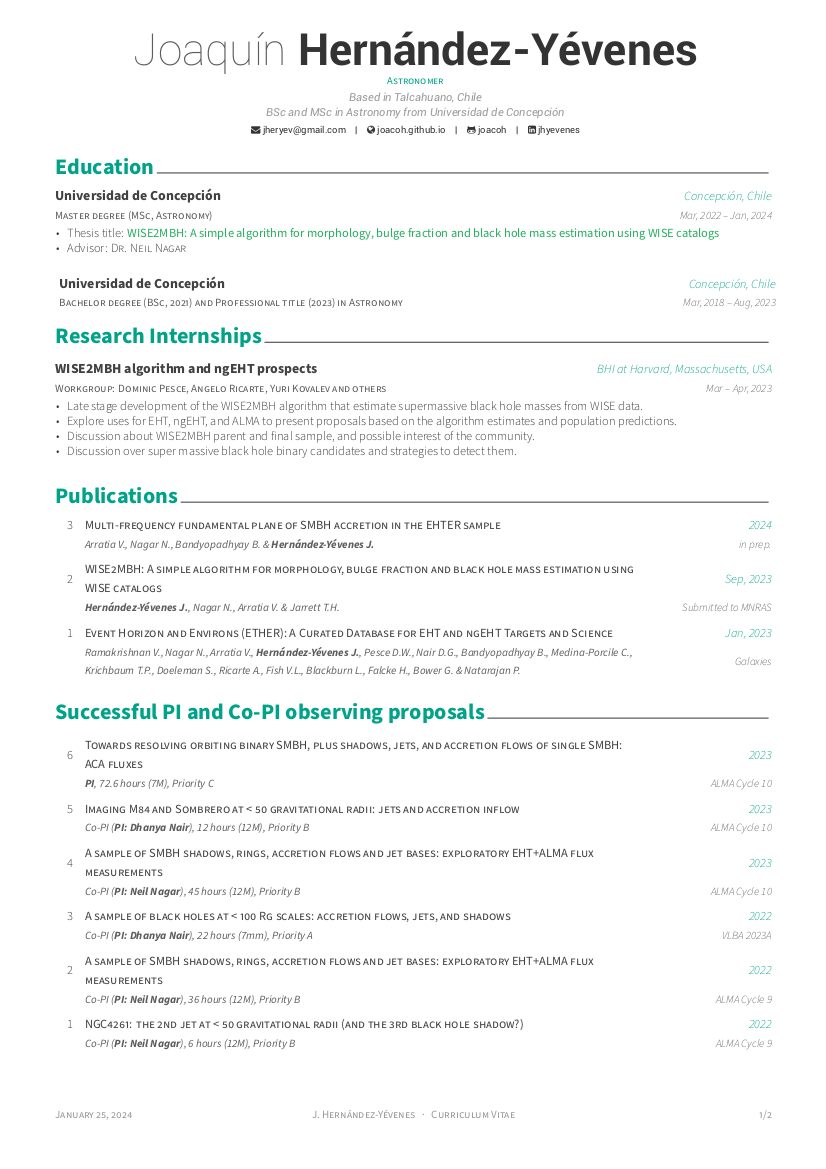 Joaquín Hernández-Yévenes
Astronomer
Based in Talcahuano, Chile
BSc and MSc in Astronomy from Universidad de Concepción
jheryev@gmail.com | joacoh.github.io | joacoh | jhyevenes
Education
Universidad de Concepción Concepción, Chile
Master degree (MSc, Astronomy) Mar, 2022 – Jan, 2024
• Thesis title: WISE2MBH: A simple algorithm for morphology, bulge fraction and black hole mass estimation using WISE catalogs
• Advisor: Dr. Neil Nagar
Universidad de Concepción Concepción, Chile
Bachelor degree (BSc, 2021) and Professional title (2023) in Astronomy Mar, 2018 – Aug, 2023
Research Internships
WISE2MBH algorithm and ngEHT prospects BHI at Harvard, Massachusetts, USA
Workgroup: Dominic Pesce, Angelo Ricarte, Yuri Kovalev and others Mar – Apr, 2023
• Late stage development of the WISE2MBH algorithm that estimate supermassive black hole masses from WISE data.
• Explore uses for EHT, ngEHT, and ALMA to present proposals based on the algorithm estimates and population predictions.
• Discussion about WISE2MBH parent and final sample, and possible interest of the community.
• Discussion over super massive black hole binary candidates and strategies to detect them.
Publications
3 Multi-frequency fundamental plane of SMBH accretion in the EHTER sample 2024
Arratia V., Nagar N., Bandyopadhyay B. & Hernández-Yévenes J. in prep.
2 WISE2MBH: A simple algorithm for morphology, bulge fraction and black hole mass estimation using Sep, 2023
WISE catalogs
Hernández-Yévenes J., Nagar N., Arratia V. & Jarrett T.H. Submitted to MNRAS
1 Event Horizon and Environs (ETHER): A Curated Database for EHT and ngEHT Targets and Science Jan, 2023
Ramakrishnan V., Nagar N., Arratia V., Hernández-Yévenes J., Pesce D.W., Nair D.G., Bandyopadhyay B., Medina-Porcile C., Galaxies
Krichbaum T.P., Doeleman S., Ricarte A., Fish V.L., Blackburn L., Falcke H., Bower G. & Natarajan P.
Successful PI and Co-PI observing proposals
6 Towards resolving orbiting binary SMBH, plus shadows, jets, and accretion flows of single SMBH: 2023
ACA fluxes
PI, 72.6 hours (7M), Priority C ALMA Cycle 10
5 Imaging M84 and Sombrero at < 50 gravitational radii: jets and accretion inflow 2023
Co-PI (PI: Dhanya Nair), 12 hours (12M), Priority B ALMA Cycle 10
4 A sample of SMBH shadows, rings, accretion flows and jet bases: exploratory EHT+ALMA flux 2023
measurements
Co-PI (PI: Neil Nagar), 45 hours (12M), Priority B ALMA Cycle 10
3 A sample of black holes at < 100 Rg scales: accretion flows, jets, and shadows 2022
Co-PI (PI: Dhanya Nair), 22 hours (7mm), Priority A VLBA 2023A
2 A sample of SMBH shadows, rings, accretion flows and jet bases: exploratory EHT+ALMA flux 2022
measurements
Co-PI (PI: Neil Nagar), 36 hours (12M), Priority B ALMA Cycle 9
1 NGC4261: the 2nd jet at < 50 gravitational radii (and the 3rd black hole shadow?) 2022
Co-PI (PI: Neil Nagar), 6 hours (12M), Priority B ALMA Cycle 9
January 25, 2024 J. Hernández-Yévenes · Curriculum Vitae 1/2